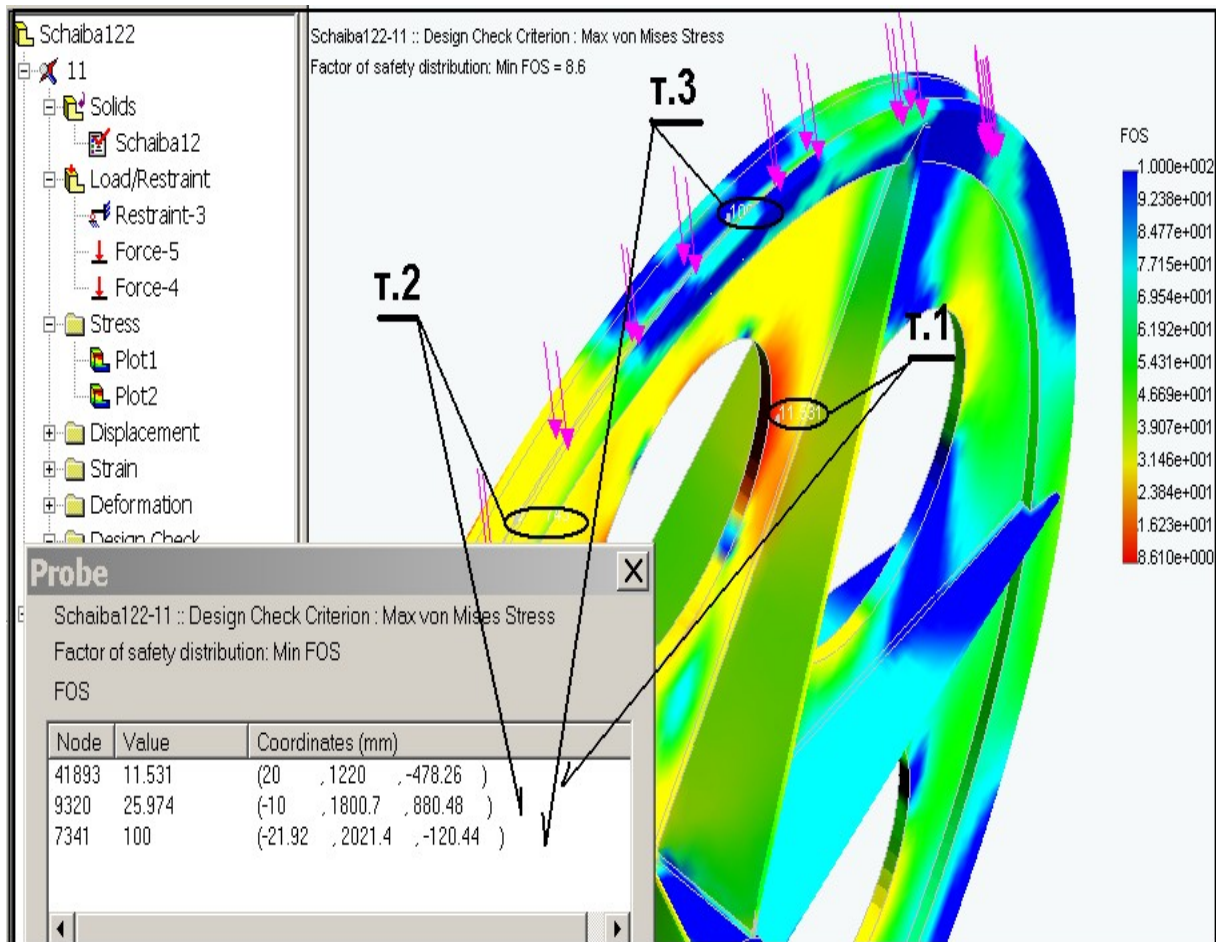 Schaiba122
11
Solids
Schaiba12
Load/Restraint
Restraint-3
Force-5
Force-4
Stress
Plot1
Plot2
Displacement
Strain
Deformation
Design Check
Schaiba122-11 :: Design Check Criterion : Max von Mises Stress
Factor of safety distribution: Min FOS = 8.6
т.3
т.2
т.1
11.531
FOS
1.000e+002
9.238e+001
8.477e+001
7.715e+001
6.954e+001
6.192e+001
5.431e+001
4.669e+001
3.907e+001
3.146e+001
2.384e+001
1.623e+001
8.610e+000
Probe
Schaiba122-11 :: Design Check Criterion : Max von Mises Stress
Factor of safety distribution: Min FOS
FOS
Node Value Coordinates (mm)
41893 11.531 (20 ,1220 ,-478.26 )
9320 25.974 (-10 ,1800.7 ,880.48 )
7341 100 (-21.92 ,2021.4 ,-120.44 )